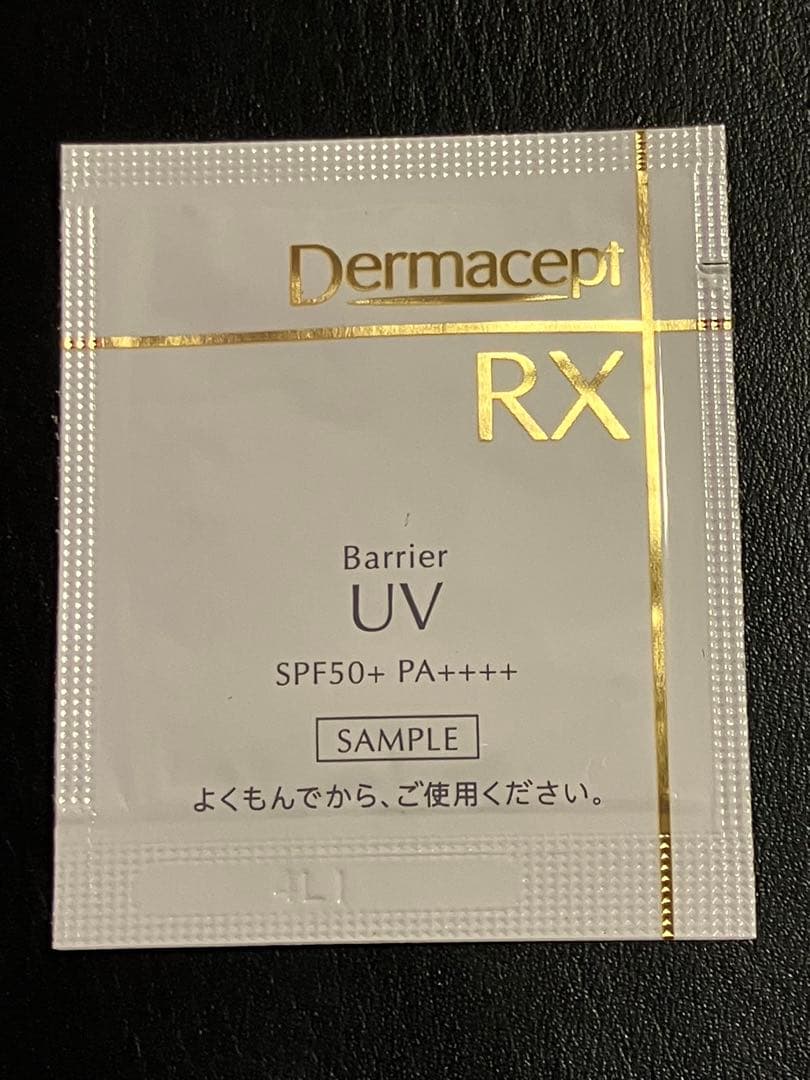 Dermacept
RX
Barrier
UV
SPF50+ PA++++
SAMPLE
よくもんでから、ご使用ください。